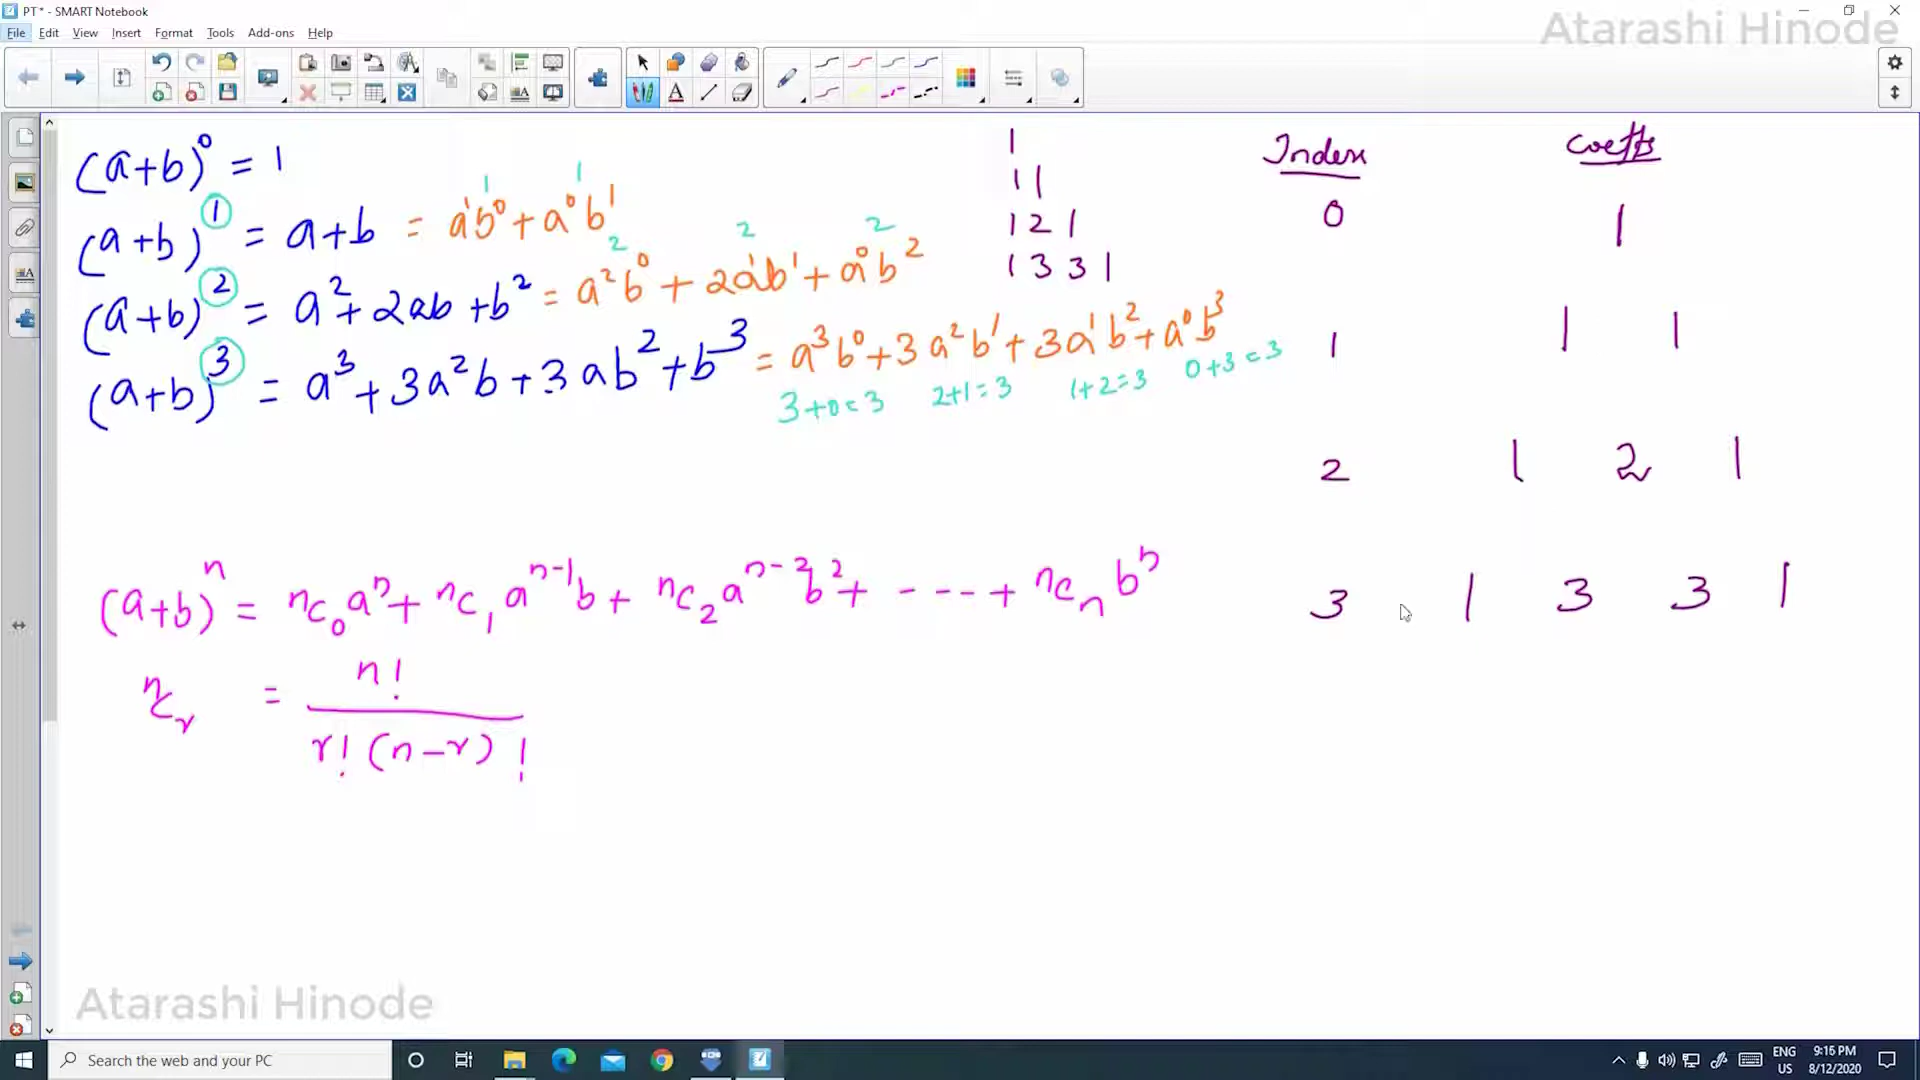 PT* - SMART Notebook
Atarashi Hinode
File Edit View Insert Format Tools Add-ons Help
(a+b)⁰ = 1
(a+b)¹ = a+b = a¹b⁰ + a⁰b¹
1 1
(a+b)² = a² + 2ab + b² = a²b⁰ + 2a¹b¹ + a⁰b²
2 2 2
(a+b)³ = a³ + 3a²b + 3ab² + b³ = a³b⁰ + 3a²b¹ + 3a¹b² + a⁰b³
3+0=3 2+1=3 1+2=3 0+3=3
1
1 1
1 2 1
1 3 3 1
Index Coeffs
0 1
1 1 1
2 1 2 1
3 1 3 3 1
(a+b)ⁿ = ⁿC₀aⁿ + ⁿC₁aⁿ⁻¹b + ⁿC₂aⁿ⁻²b² + ---- + ⁿCₙbⁿ
ⁿCᵣ = n! / r!(n-r)!
Atarashi Hinode
Search the web and your PC
ENG
US
9:15 PM
8/12/2020